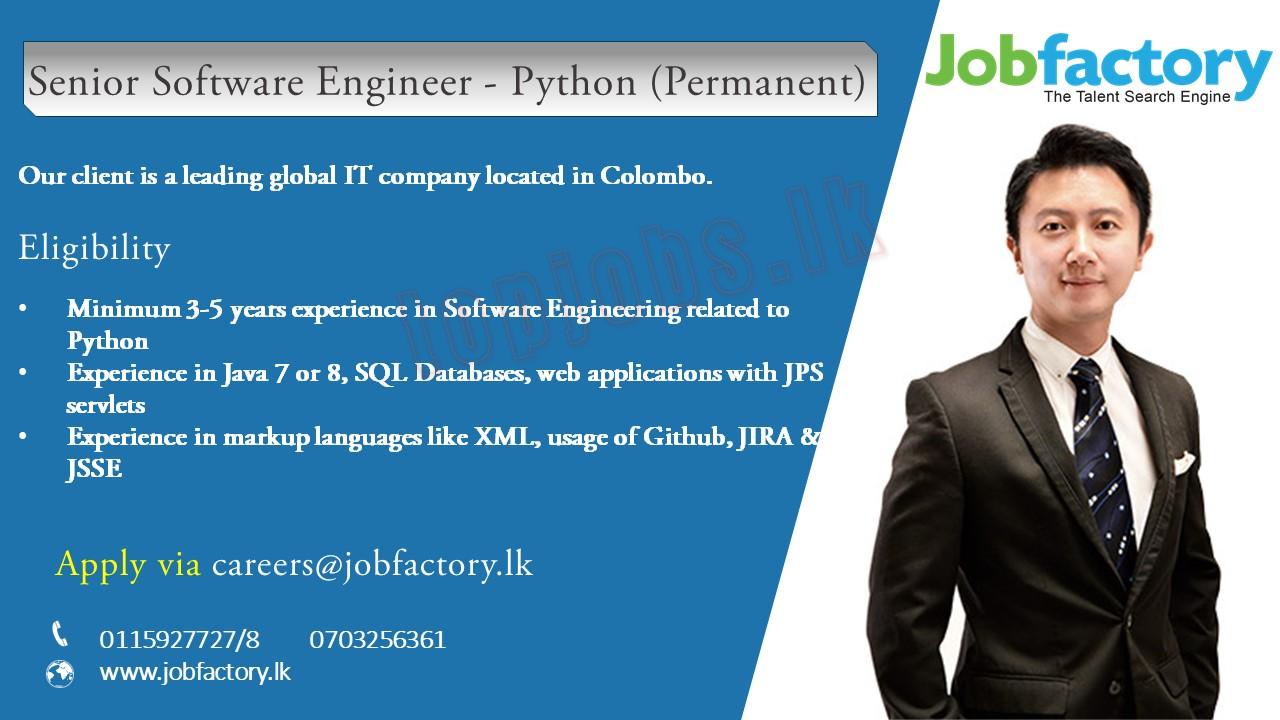 Senior Software Engineer - Python (Permanent)
Jobfactory
The Talent Search Engine
Our client is a leading global IT company located in Colombo.
topjobs.lk
Eligibility
• Minimum 3-5 years experience in Software Engineering related to
Python
• Experience in Java 7 or 8, SQL Databases, web applications with JPS
servlets
• Experience in markup languages like XML, usage of Github, JIRA &
JSSE
Apply via careers@jobfactory.lk
0115927727/8 0703256361
www.jobfactory.lk